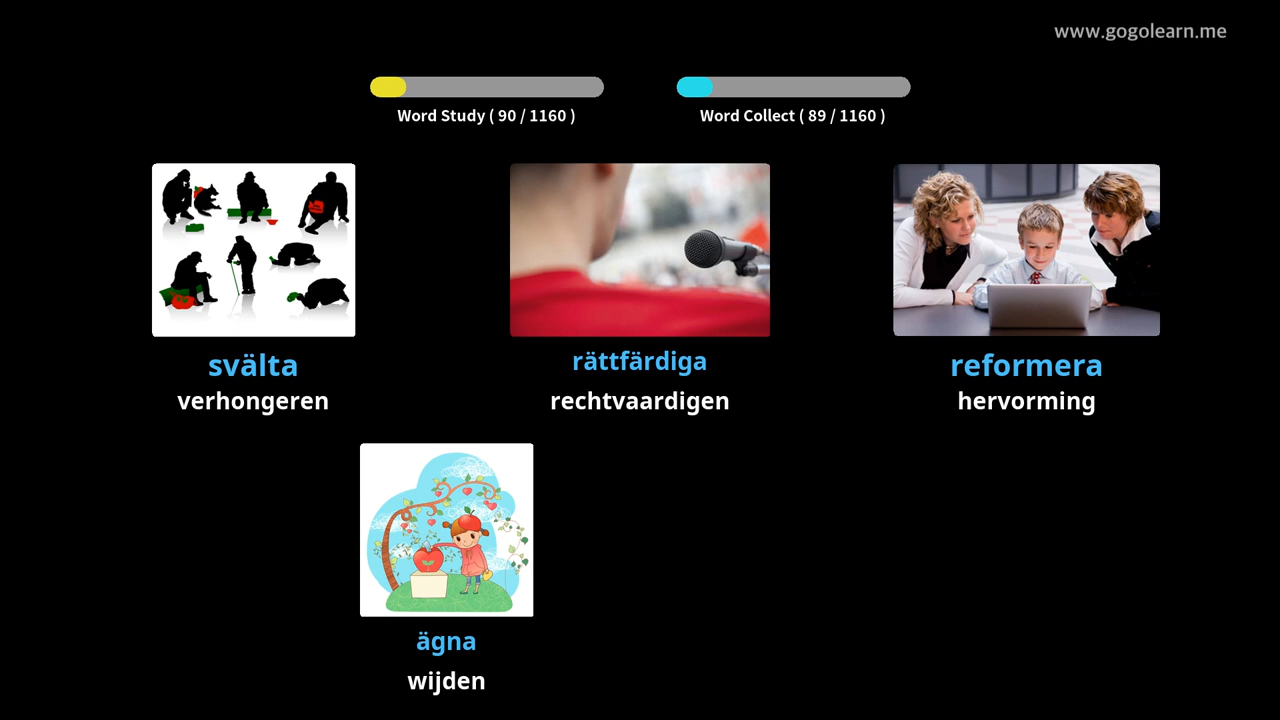 www.gogolearn.me
Word Study ( 90 / 1160 )
Word Collect ( 89 / 1160 )
svälta
verhongeren
rättfärdiga
rechtvaardigen
reformera
hervorming
ägna
wijden